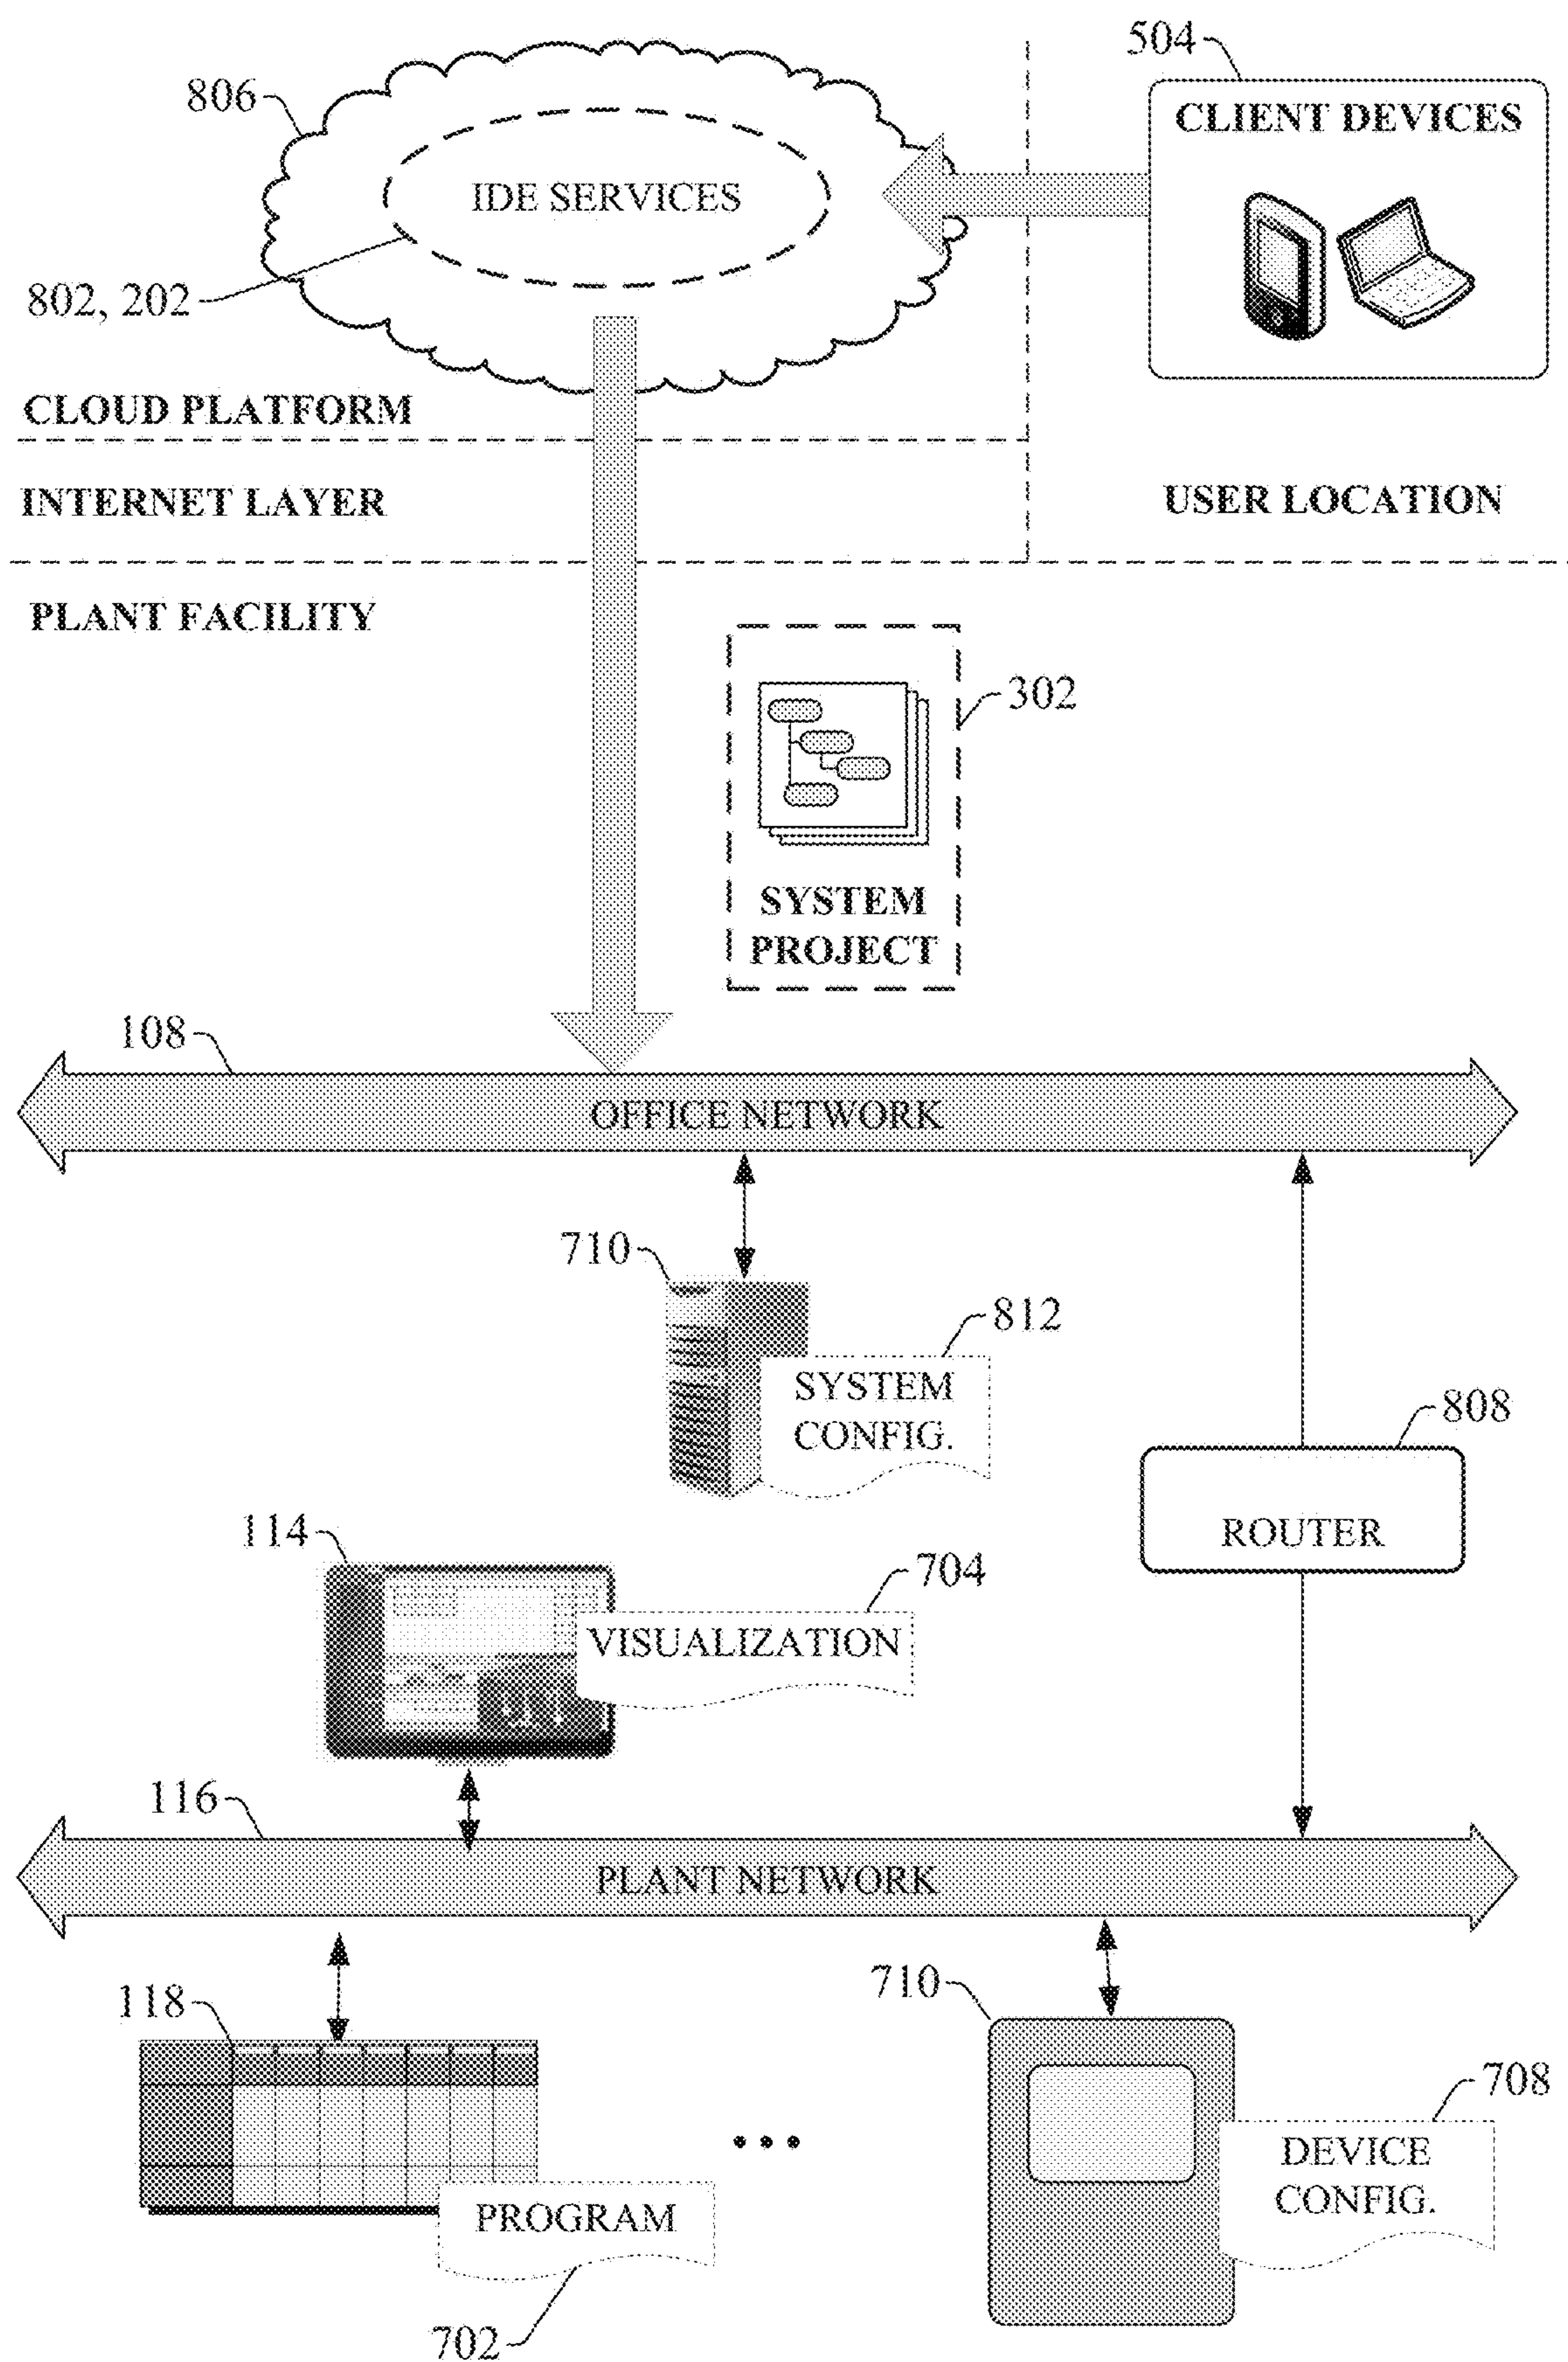 504
806
CLIENT DEVICES
IDE SERVICES
802, 202
CLOUD PLATFORM
INTERNET LAYER
USER LOCATION
PLANT FACILITY
302
SYSTEM
PROJECT
108
OFFICE NETWORK
710
812
SYSTEM
CONFIG.
808
ROUTER
114
704
VISUALIZATION
116
PLANT NETWORK
118
710
708
DEVICE
CONFIG.
PROGRAM
702